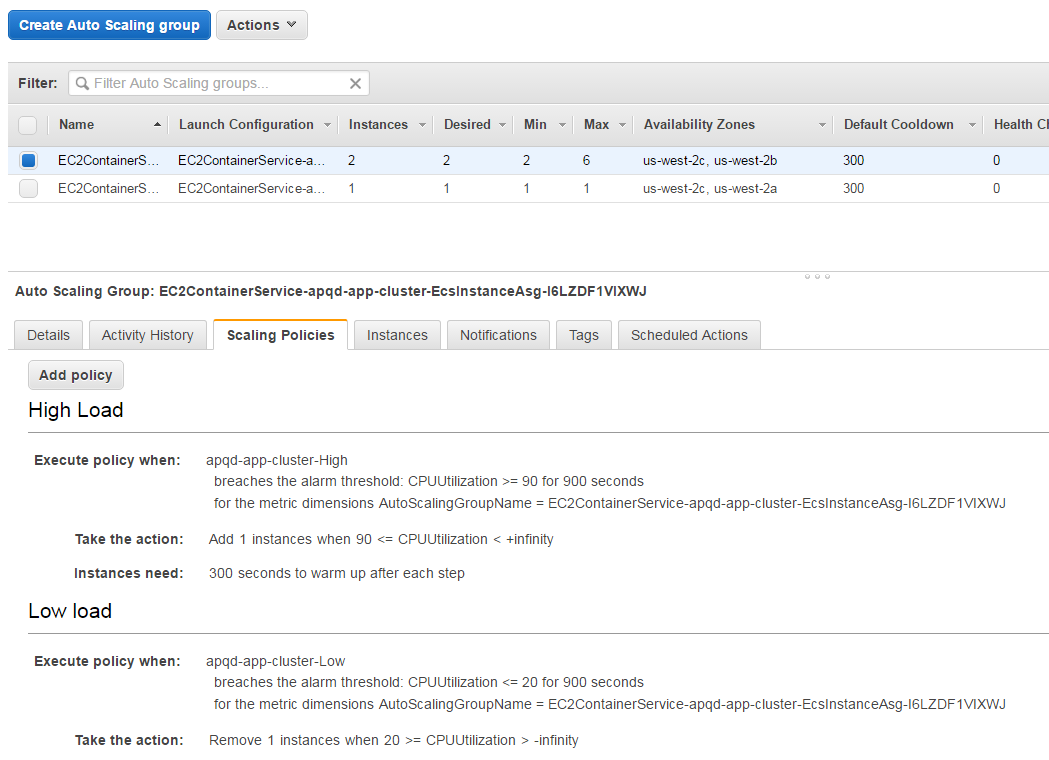 Create Auto Scaling group Actions
Filter: Filter Auto Scaling groups...
Name Launch Configuration Instances Desired Min Max Availability Zones Default Cooldown Health Ch
EC2ContainerS... EC2ContainerService-a... 2 2 2 6 us-west-2c, us-west-2b 300 0
EC2ContainerS... EC2ContainerService-a... 1 1 1 1 us-west-2c, us-west-2a 300 0
Auto Scaling Group: EC2ContainerService-apqd-app-cluster-EcsInstanceAsg-I6LZDF1VIXWJ
Details Activity History Scaling Policies Instances Notifications Tags Scheduled Actions
Add policy
High Load
Execute policy when: apqd-app-cluster-High
breaches the alarm threshold: CPUUtilization >= 90 for 900 seconds
for the metric dimensions AutoScalingGroupName = EC2ContainerService-apqd-app-cluster-EcsInstanceAsg-I6LZDF1VIXWJ
Take the action: Add 1 instances when 90 <= CPUUtilization < +infinity
Instances need: 300 seconds to warm up after each step
Low load
Execute policy when: apqd-app-cluster-Low
breaches the alarm threshold: CPUUtilization <= 20 for 900 seconds
for the metric dimensions AutoScalingGroupName = EC2ContainerService-apqd-app-cluster-EcsInstanceAsg-I6LZDF1VIXWJ
Take the action: Remove 1 instances when 20 >= CPUUtilization > -infinity